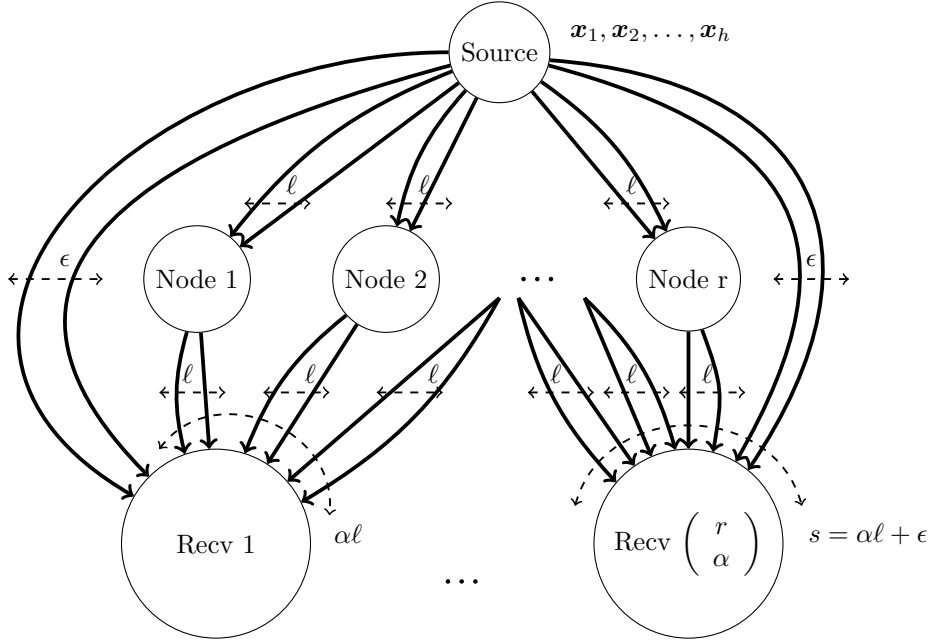 Source
x₁, x₂, . . . , xₕ
ℓ ℓ ℓ
ϵ ϵ
Node 1 Node 2 ... Node r
ℓ ℓ ℓ ℓ ℓ ℓ
Recv 1
αℓ
...
Recv ( r
α )
s = αℓ + ϵ